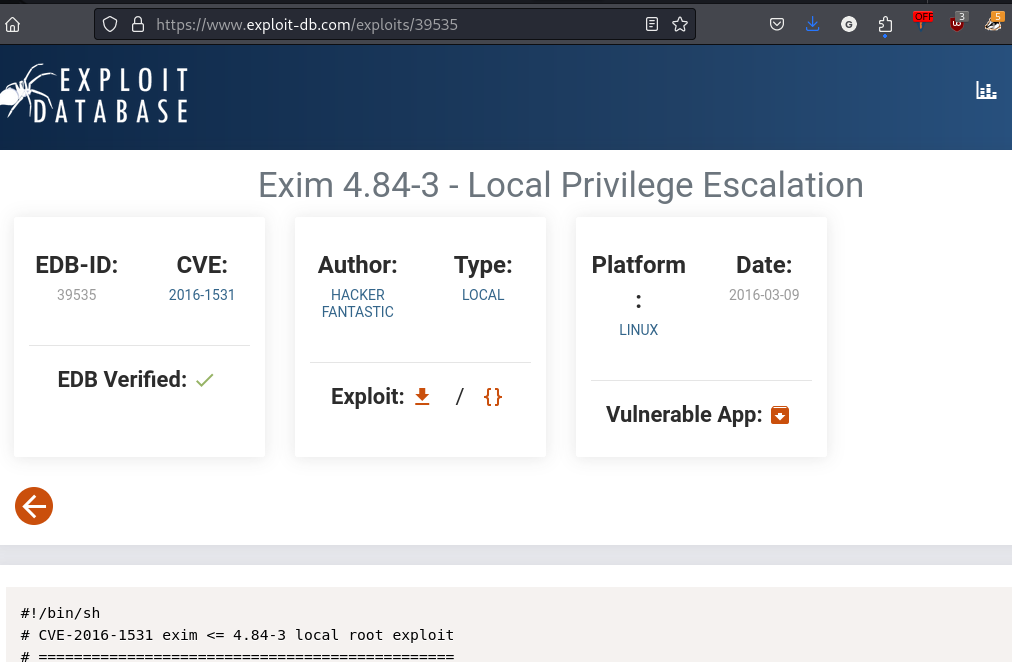 https://www.exploit-db.com/exploits/39535
G
OFF
3
5
EXPLOIT
DATABASE
Exim 4.84-3 - Local Privilege Escalation
EDB-ID:
39535
CVE:
2016-1531
EDB Verified:
Author:
HACKER
FANTASTIC
Type:
LOCAL
Exploit: / {}
Platform
:
LINUX
Date:
2016-03-09
Vulnerable App:
#!/bin/sh
# CVE-2016-1531 exim <= 4.84-3 local root exploit
# ===============================================